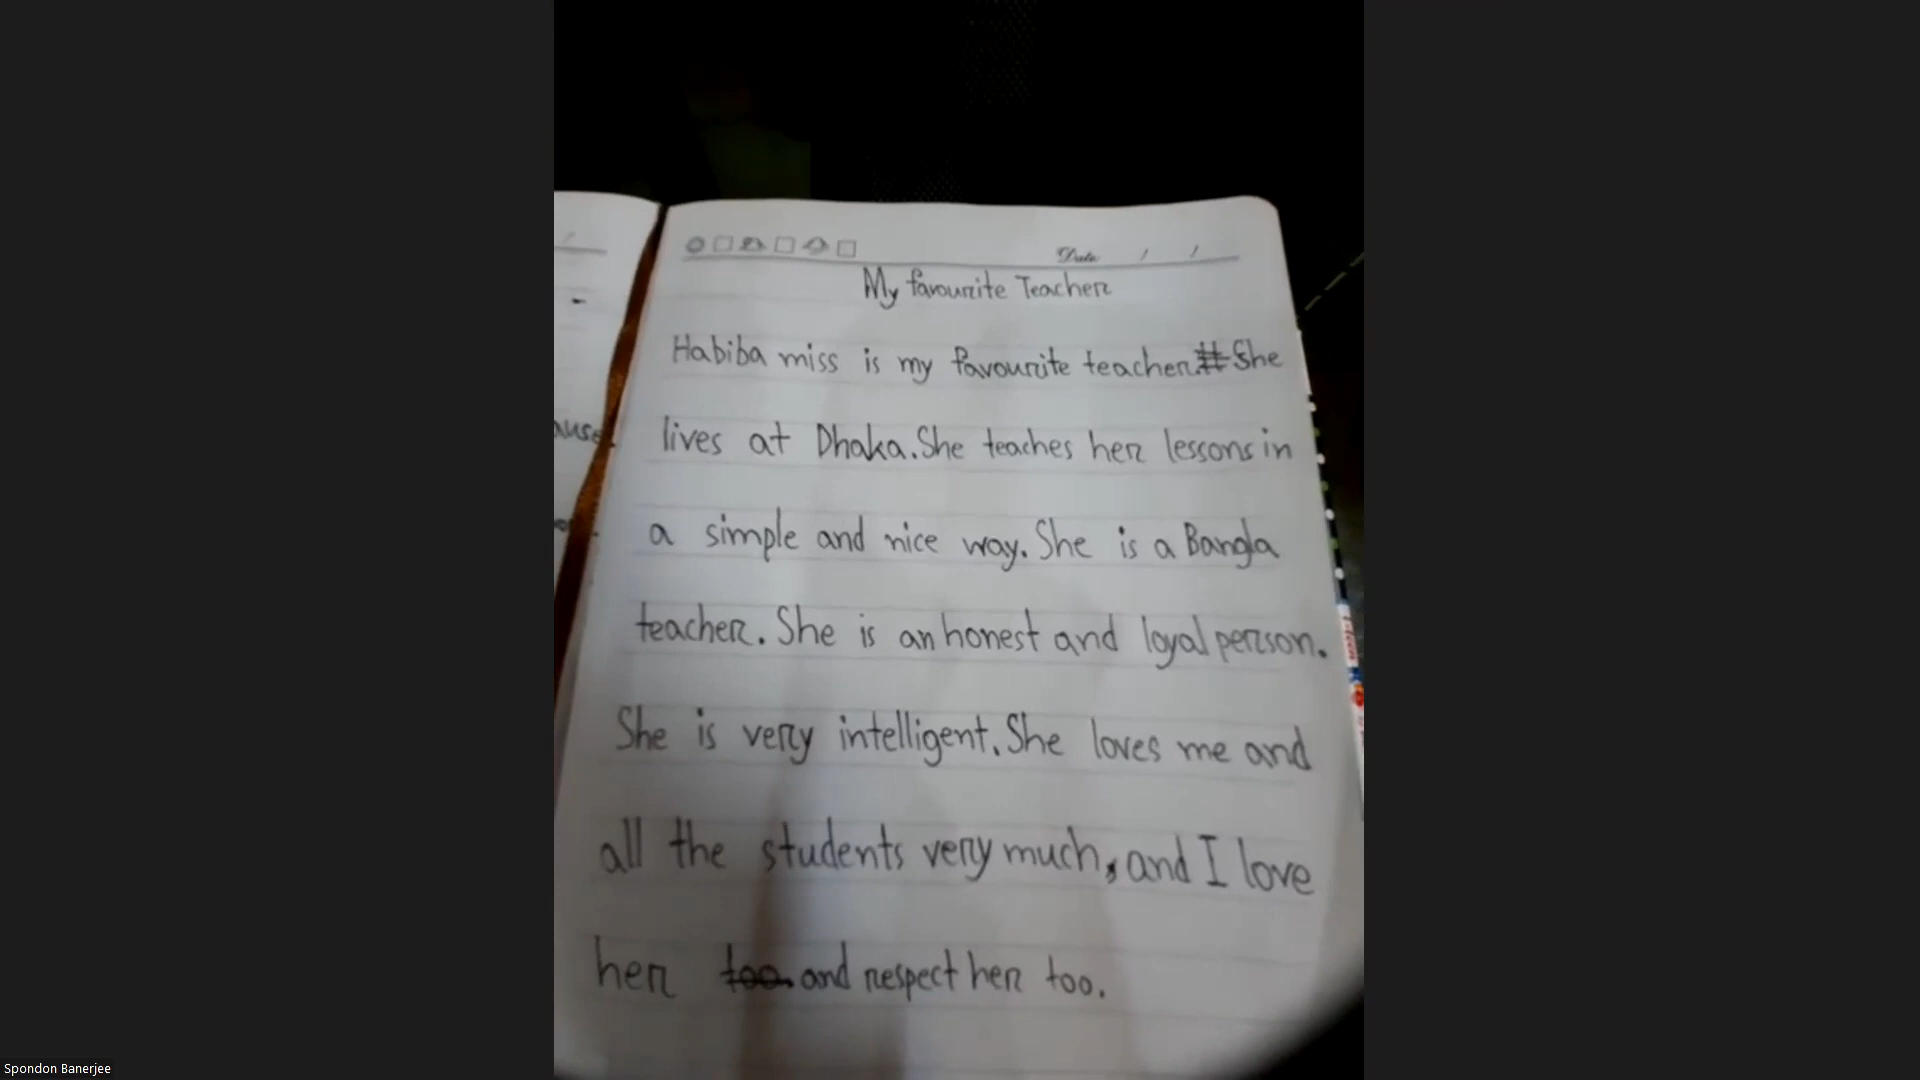 Date / /
My favourite Teacher
Habiba miss is my favourite teacher. She
lives at Dhaka. She teaches her lessons in
a simple and nice way. She is a Bangla
teacher. She is an honest and loyal person.
She is very intelligent. She loves me and
all the students very much, and I love
her too. and respect her too.
Spondon Banerjee